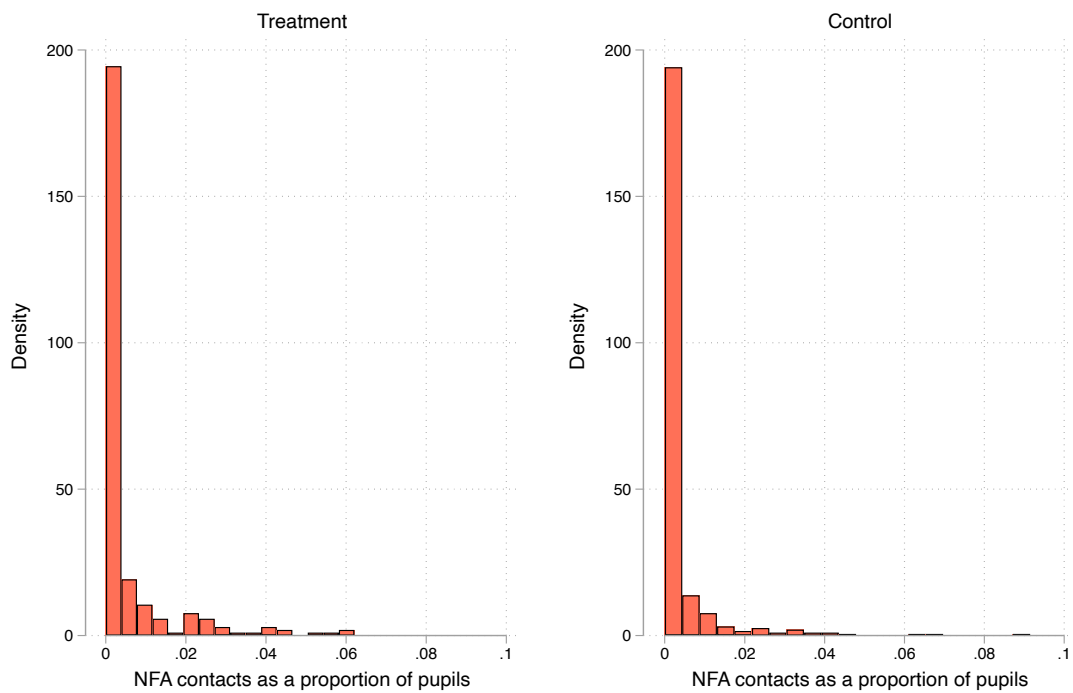 Treatment
200
150
100
50
0
Density
0 .02 .04 .06 .08 .1
NFA contacts as a proportion of pupils
Control
200
150
100
50
0
Density
0 .02 .04 .06 .08 .1
NFA contacts as a proportion of pupils